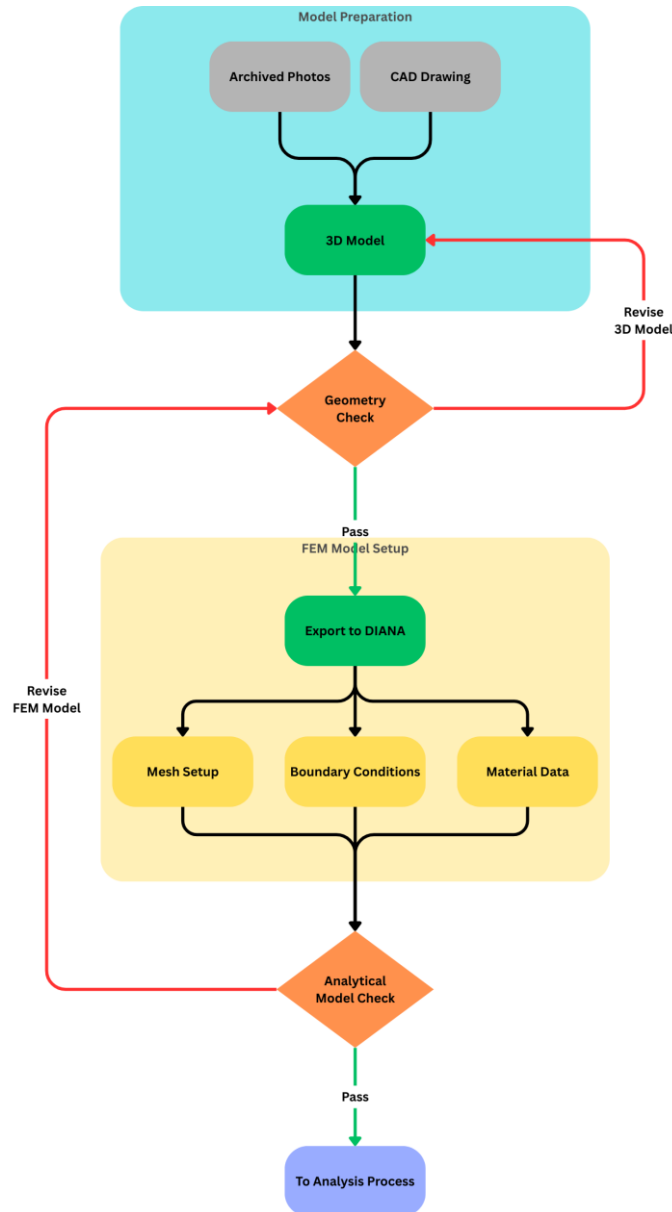 Model Preparation
Archived Photos
CAD Drawing
3D Model
Revise
3D Model
Geometry
Check
Pass
FEM Model Setup
Export to DIANA
Revise
FEM Model
Mesh Setup
Boundary Conditions
Material Data
Analytical
Model Check
Pass
To Analysis Process